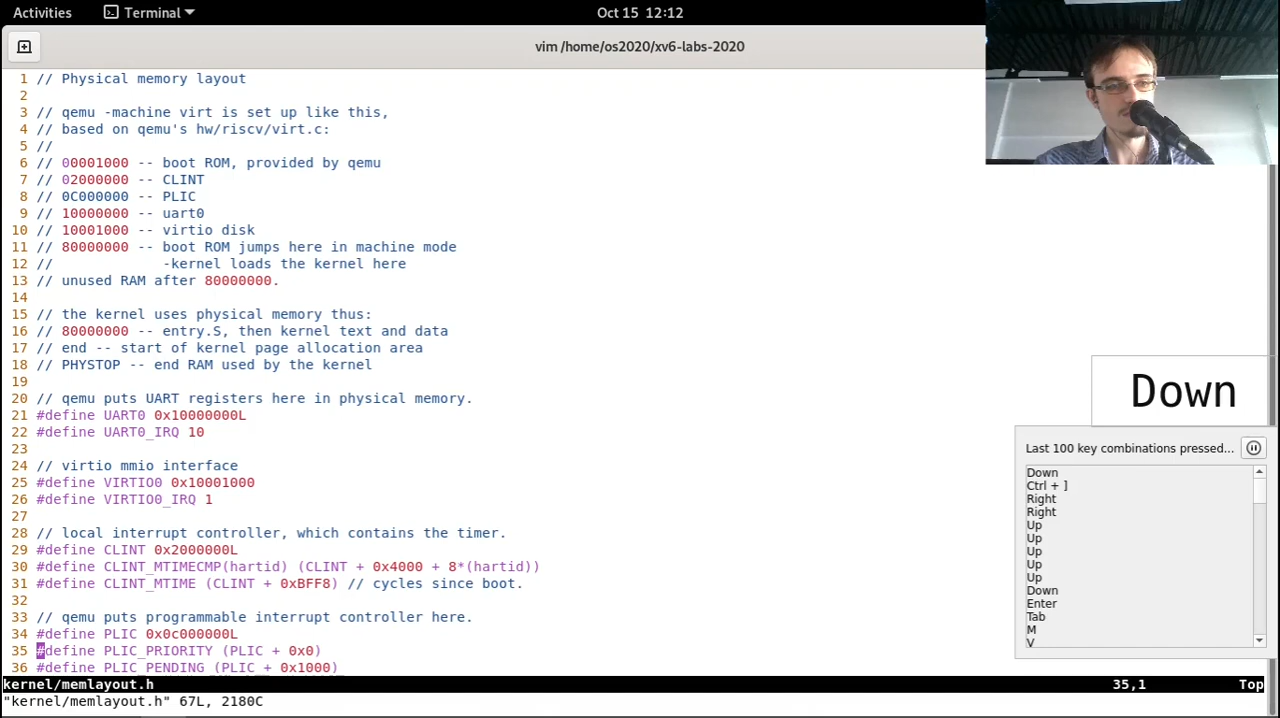 Activities Terminal Oct 15 12:12
vim /home/os2020/xv6-labs-2020
1 // Physical memory layout
2
3 // qemu -machine virt is set up like this,
4 // based on qemu's hw/riscv/virt.c:
5 //
6 // 00001000 -- boot ROM, provided by qemu
7 // 02000000 -- CLINT
8 // 0C000000 -- PLIC
9 // 10000000 -- uart0
10 // 10001000 -- virtio disk
11 // 80000000 -- boot ROM jumps here in machine mode
12 //             -kernel loads the kernel here
13 // unused RAM after 80000000.
14
15 // the kernel uses physical memory thus:
16 // 80000000 -- entry.S, then kernel text and data
17 // end -- start of kernel page allocation area
18 // PHYSTOP -- end RAM used by the kernel
19
20 // qemu puts UART registers here in physical memory.
21 #define UART0 0x10000000L
22 #define UART0_IRQ 10
23
24 // virtio mmio interface
25 #define VIRTIO0 0x10001000
26 #define VIRTIO0_IRQ 1
27
28 // local interrupt controller, which contains the timer.
29 #define CLINT 0x2000000L
30 #define CLINT_MTIMECMP(hartid) (CLINT + 0x4000 + 8*(hartid))
31 #define CLINT_MTIME (CLINT + 0xBFF8) // cycles since boot.
32
33 // qemu puts programmable interrupt controller here.
34 #define PLIC 0x0c000000L
35 #define PLIC_PRIORITY (PLIC + 0x0)
36 #define PLIC_PENDING (PLIC + 0x1000)
kernel/memlayout.h 35,1 Top
"kernel/memlayout.h" 67L, 2180C
Down
Last 100 key combinations pressed...
Down
Ctrl + ]
Right
Right
Up
Up
Up
Up
Up
Down
Enter
Tab
M
V